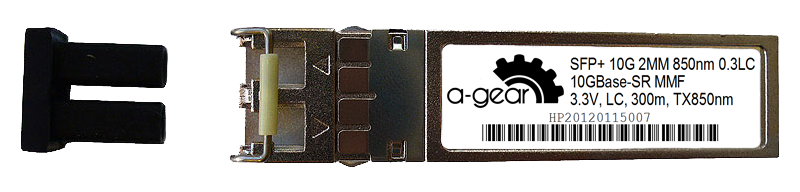 a-gear
SFP+ 10G 2MM 850nm 0.3LC
10GBase-SR MMF
3.3V, LC, 300m, TX850nm
HP20120115007